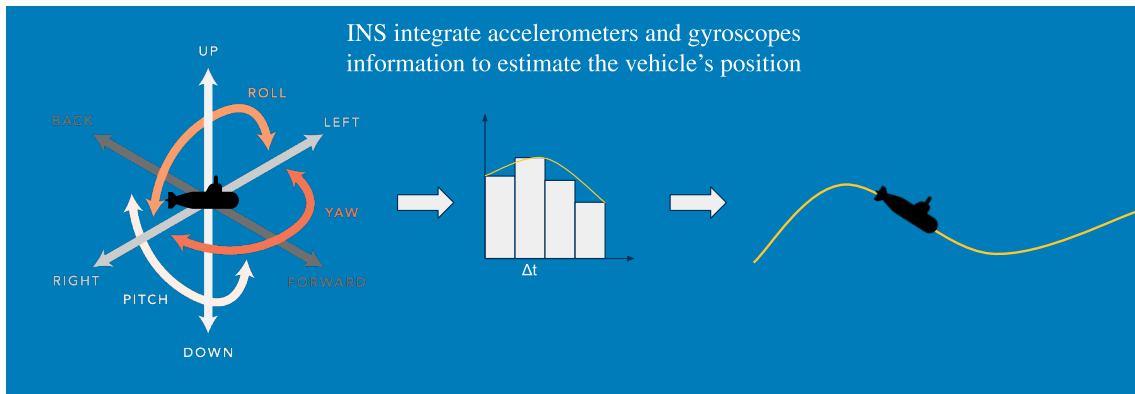 INS integrate accelerometers and gyroscopes
information to estimate the vehicle's position
UP
ROLL
BACK
LEFT
YAW
RIGHT
FORWARD
PITCH
DOWN
Δt